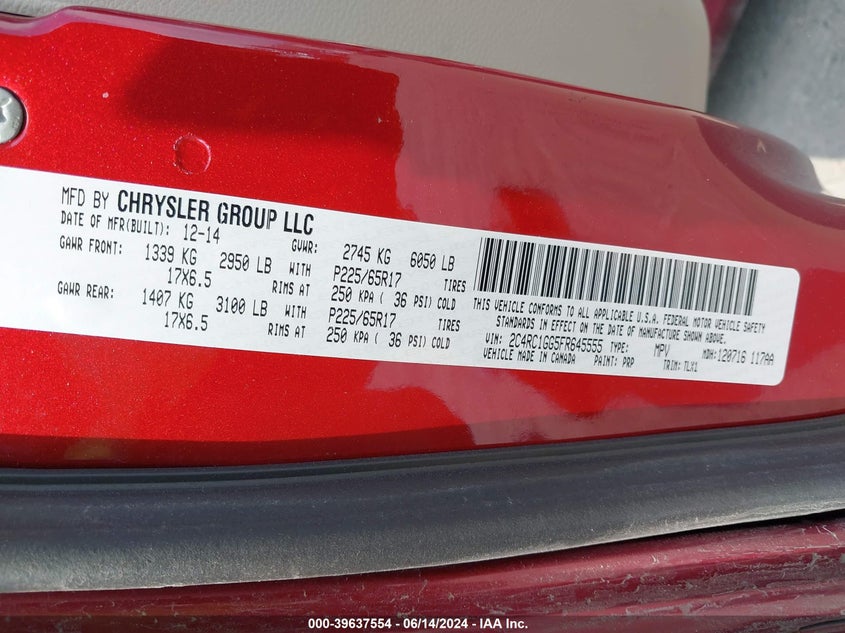 MFD BY CHRYSLER GROUP LLC
DATE OF MFR(BUILT): 12-14 GVWR: 2745 KG 6050 LB
GAWR FRONT: 1339 KG 2950 LB WITH P225/65R17 TIRES
17X6.5 RIMS AT 250 KPA ( 36 PSI) COLD
GAWR REAR: 1407 KG 3100 LB WITH P225/65R17 TIRES
17X6.5 RIMS AT 250 KPA ( 36 PSI) COLD
THIS VEHICLE CONFORMS TO ALL APPLICABLE U.S.A. FEDERAL MOTOR VEHICLE SAFETY
STANDARDS IN EFFECT ON THE DATE OF MANUFACTURE SHOWN ABOVE.
VIN: 2C4RC1GG5FR645555 TYPE: MPV MDH:120716 117AA
VEHICLE MADE IN CANADA PAINT: PRP TRIM: TLX1
000-39637554 - 06/14/2024 - IAA Inc.